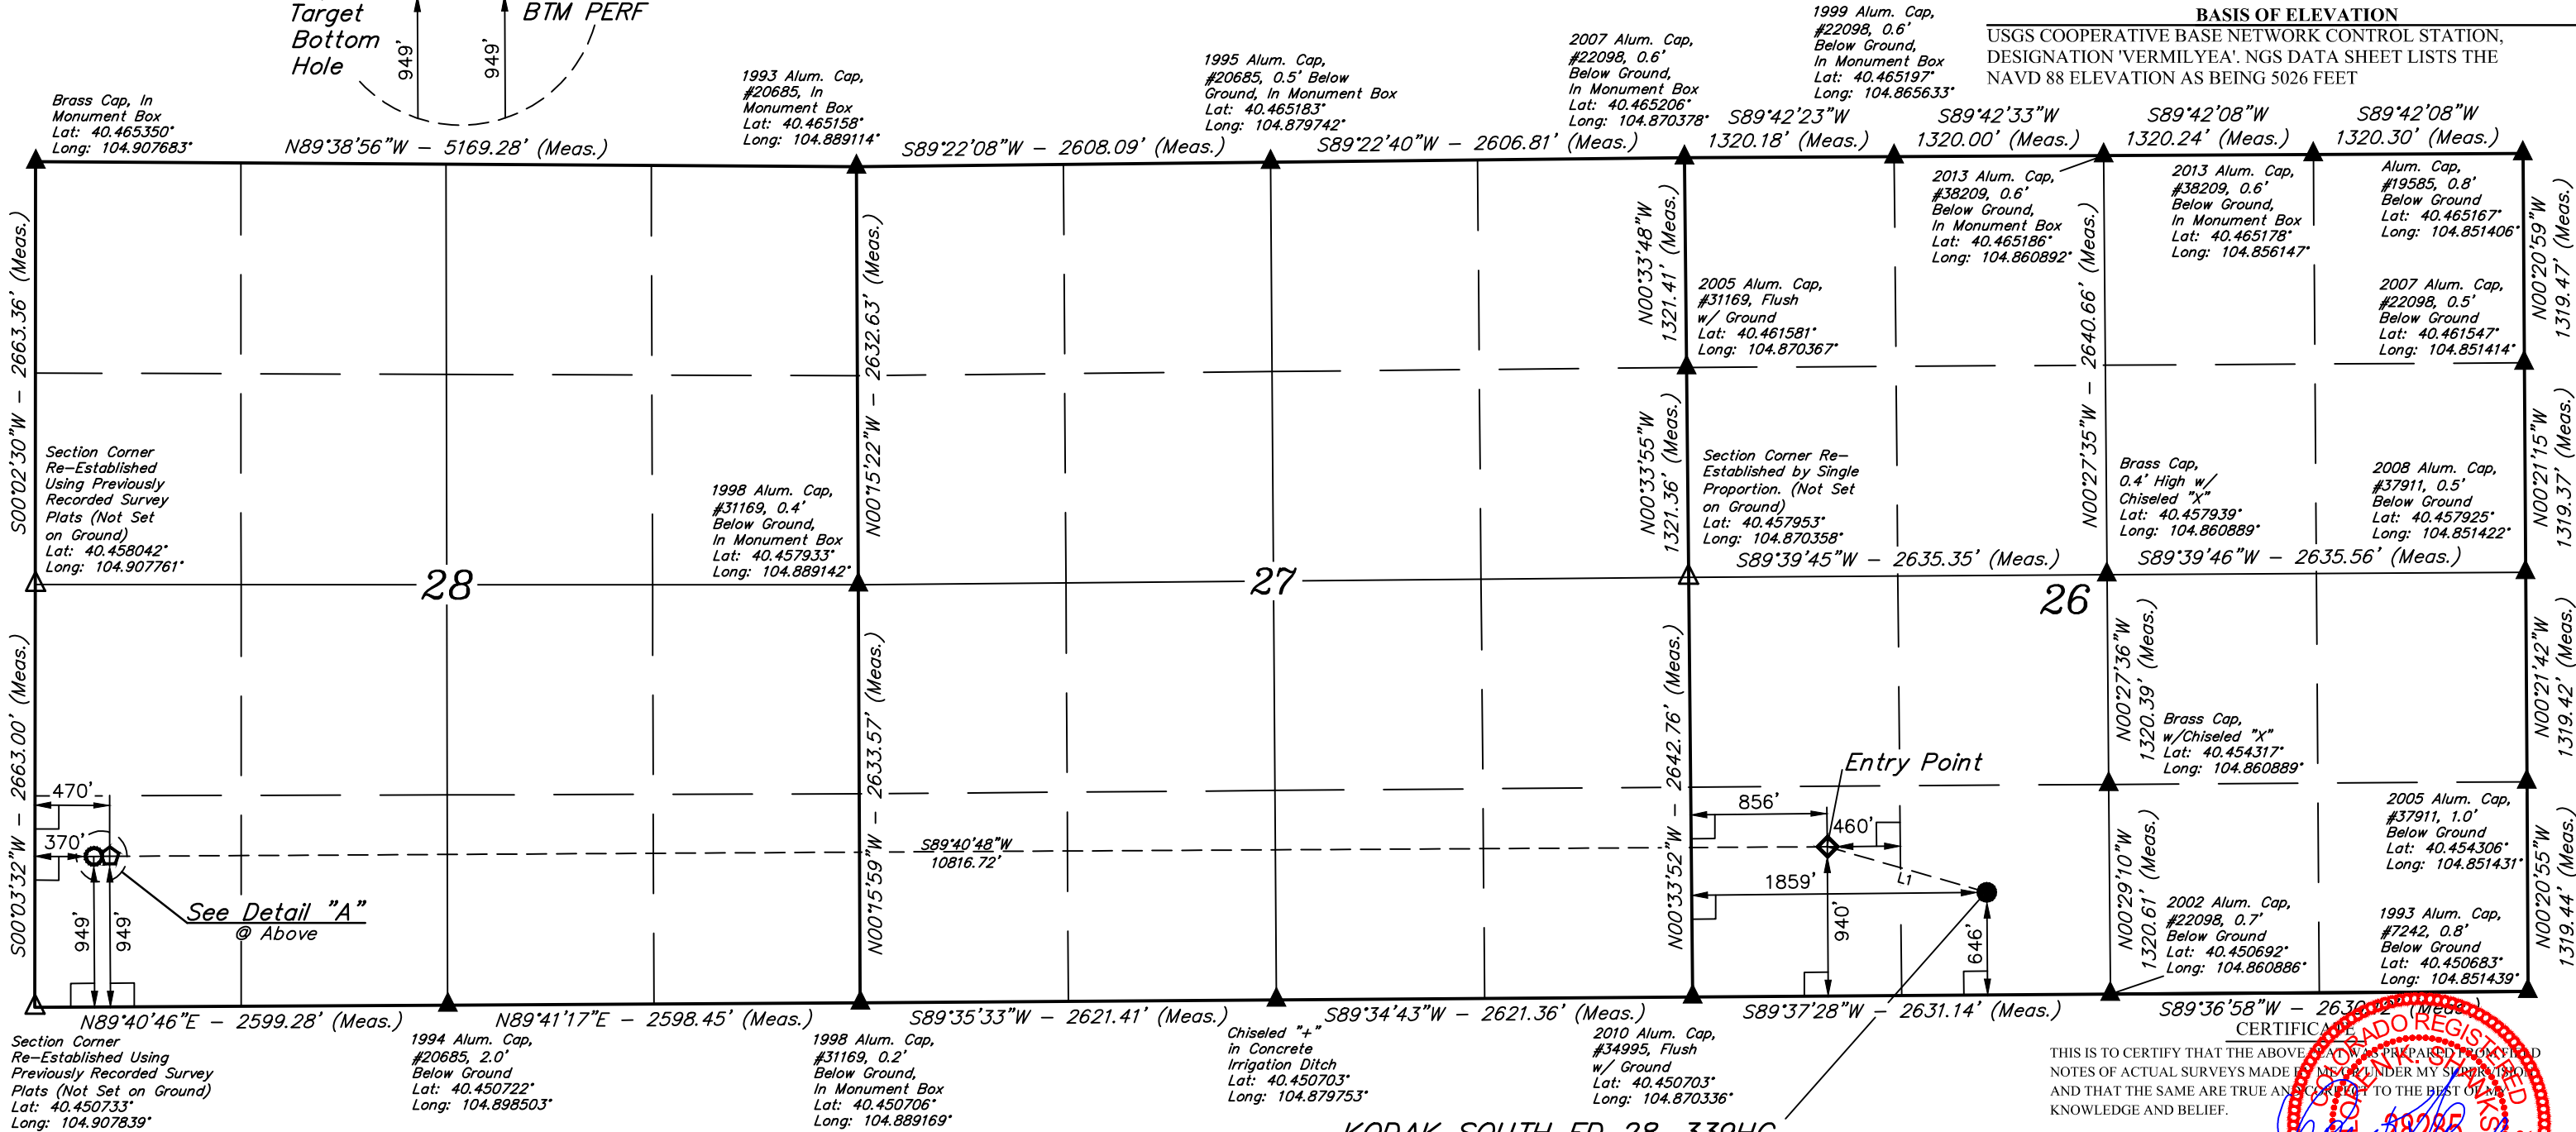 Target
Bottom
Hole
949'
949'
BTM PERF
BASIS OF ELEVATION
USGS COOPERATIVE BASE NETWORK CONTROL STATION,
DESIGNATION 'VERMILYEA'. NGS DATA SHEET LISTS THE
NAVD 88 ELEVATION AS BEING 5026 FEET
Brass Cap, In
Monument Box
Lat: 40.465350°
Long: 104.907683°
N89°38'56"W – 5169.28' (Meas.)
1993 Alum. Cap,
#20685, In
Monument Box
Lat: 40.465158°
Long: 104.889114°
S89°22'08"W – 2608.09' (Meas.)
1995 Alum. Cap,
#20685, 0.5' Below
Ground, In Monument Box
Lat: 40.465183°
Long: 104.879742°
S89°22'40"W – 2606.81' (Meas.)
2007 Alum. Cap,
#22098, 0.6'
Below Ground,
In Monument Box
Lat: 40.465206°
Long: 104.870378°
S89°42'23"W
1320.18' (Meas.)
1999 Alum. Cap,
#22098, 0.6'
Below Ground,
In Monument Box
Lat: 40.465197°
Long: 104.865633°
S89°42'33"W
1320.00' (Meas.)
S89°42'08"W
1320.24' (Meas.)
S89°42'08"W
1320.30' (Meas.)
2013 Alum. Cap,
#38209, 0.6'
Below Ground,
In Monument Box
Lat: 40.465186°
Long: 104.860892°
2013 Alum. Cap,
#38209, 0.6'
Below Ground,
In Monument Box
Lat: 40.465178°
Long: 104.856147°
Alum. Cap,
#19585, 0.8'
Below Ground
Lat: 40.465167°
Long: 104.851406°
S00°02'30"W – 2663.36' (Meas.)
N00°15'22"W – 2632.63' (Meas.)
N00°33'48"W
1321.41' (Meas.)
2005 Alum. Cap,
#31169, Flush
w/ Ground
Lat: 40.461581°
Long: 104.870367°
N00°27'35"W – 2640.66' (Meas.)
2007 Alum. Cap,
#22098, 0.5'
Below Ground
Lat: 40.461547°
Long: 104.851414°
N00°20'59"W
1319.47' (Meas.)
Section Corner
Re–Established
Using Previously
Recorded Survey
Plats (Not Set
on Ground)
Lat: 40.458042°
Long: 104.907761°
1998 Alum. Cap,
#31169, 0.4'
Below Ground,
In Monument Box
Lat: 40.457933°
Long: 104.889142°
N00°33'55"W
1321.36' (Meas.)
Section Corner Re–
Established by Single
Proportion. (Not Set
on Ground)
Lat: 40.457953°
Long: 104.870358°
Brass Cap,
0.4' High w/
Chiseled "X"
Lat: 40.457939°
Long: 104.860889°
2008 Alum. Cap,
#37911, 0.5'
Below Ground
Lat: 40.457925°
Long: 104.851422°
N00°21'15"W
1319.37' (Meas.)
S89°39'45"W – 2635.35' (Meas.)
S89°39'46"W – 2635.56' (Meas.)
28
27
26
S00°03'32"W – 2663.00' (Meas.)
N00°15'59"W – 2633.57' (Meas.)
N00°33'52"W – 2642.76' (Meas.)
N00°27'36"W
1320.39' (Meas.)
Brass Cap,
w/Chiseled "X"
Lat: 40.454317°
Long: 104.860889°
N00°21'42"W
1319.42' (Meas.)
470'
370'
949'
949'
See Detail "A"
@ Above
S89°40'48"W
10816.72'
Entry Point
856'
460'
L1
1859'
940'
646'
N00°29'10"W
1320.61' (Meas.)
2005 Alum. Cap,
#37911, 1.0'
Below Ground
Lat: 40.454306°
Long: 104.851431°
2002 Alum. Cap,
#22098, 0.7'
Below Ground
Lat: 40.450692°
Long: 104.860886°
1993 Alum. Cap,
#7242, 0.8'
Below Ground
Lat: 40.450683°
Long: 104.851439°
N00°20'55"W
1319.44' (Meas.)
N89°40'46"E – 2599.28' (Meas.)
N89°41'17"E – 2598.45' (Meas.)
S89°35'33"W – 2621.41' (Meas.)
S89°34'43"W – 2621.36' (Meas.)
S89°37'28"W – 2631.14' (Meas.)
S89°36'58"W – (Meas.)
Section Corner
Re–Established Using
Previously Recorded Survey
Plats (Not Set on Ground)
Lat: 40.450733°
Long: 104.907839°
1994 Alum. Cap,
#20685, 2.0'
Below Ground
Lat: 40.450722°
Long: 104.898503°
1998 Alum. Cap,
#31169, 0.2'
Below Ground,
In Monument Box
Lat: 40.450706°
Long: 104.889169°
Chiseled "+"
in Concrete
Irrigation Ditch
Lat: 40.450703°
Long: 104.879753°
2010 Alum. Cap,
#34995, Flush
w/ Ground
Lat: 40.450703°
Long: 104.870336°
CERTIFICATE
THIS IS TO CERTIFY THAT THE ABOVE PLAT WAS PREPARED FROM FIELD
NOTES OF ACTUAL SURVEYS MADE BY ME OR UNDER MY SUPERVISION
AND THAT THE SAME ARE TRUE AND CORRECT TO THE BEST OF MY
KNOWLEDGE AND BELIEF.
COLORADO REGISTERED
K. SHANKS